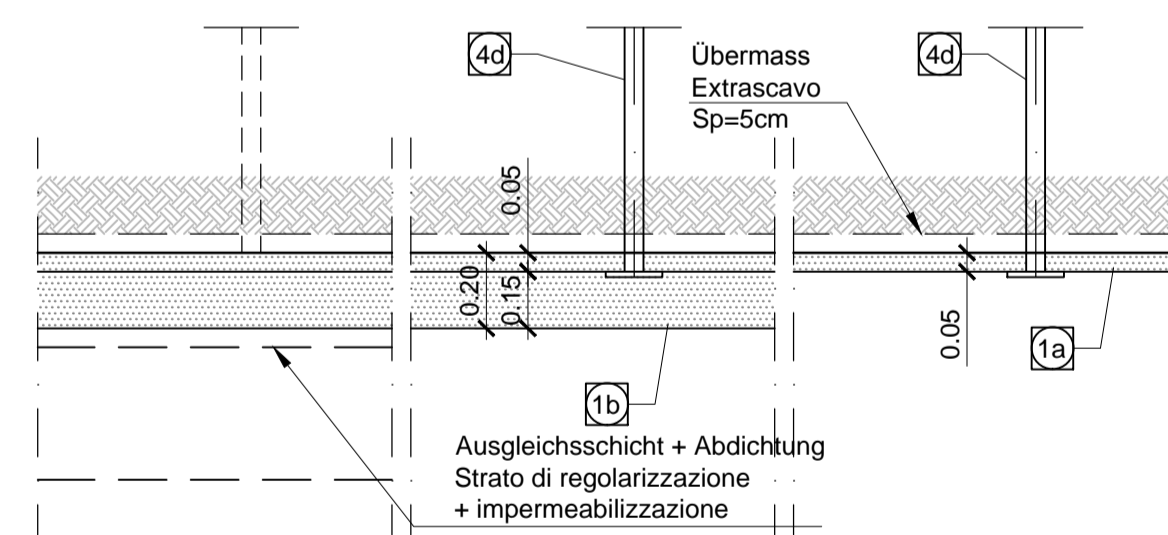 4d
Übermass
Extrascavo
Sp=5cm
4d
0.05
0.20
0.15
0.05
1a
1b
Ausgleichsschicht + Abdichtung
Strato di regolarizzazione
+ impermeabilizzazione